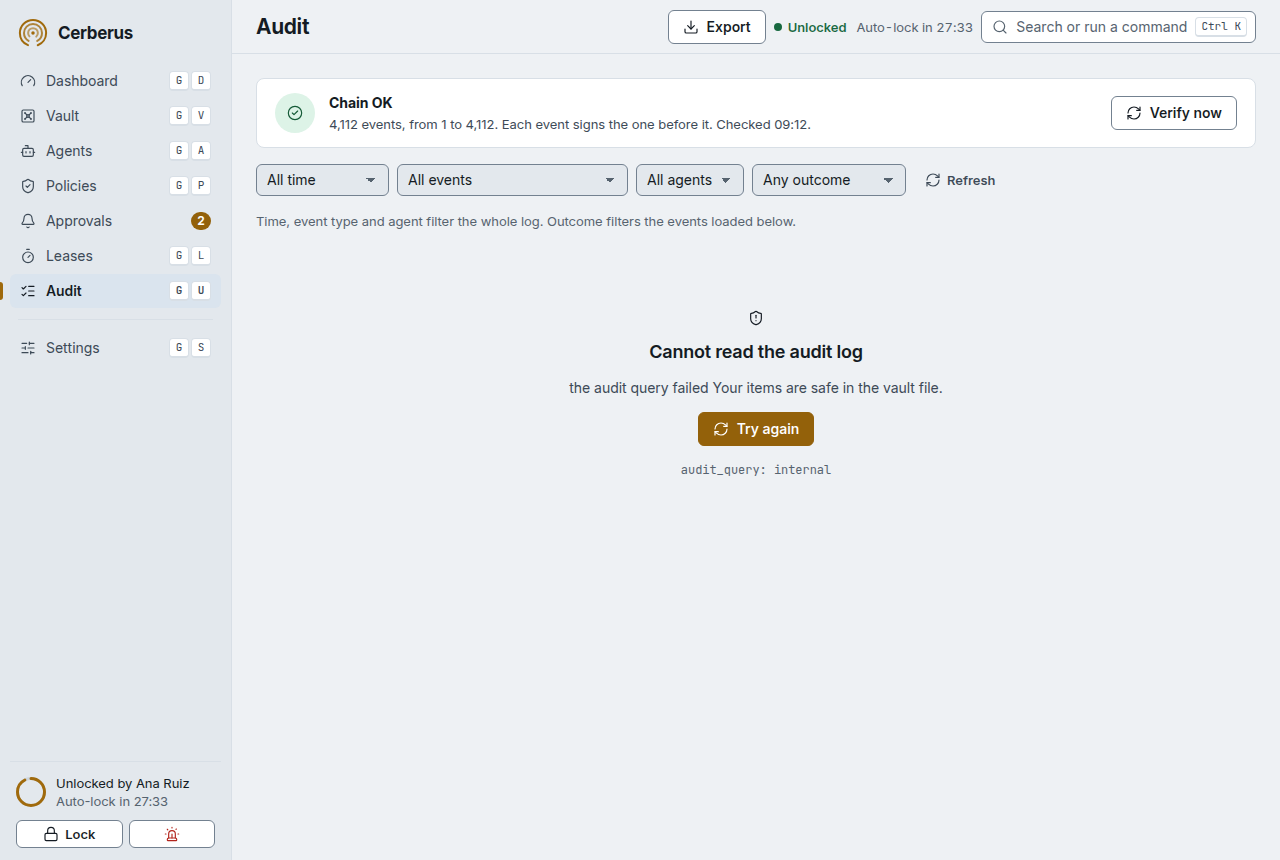 Cerberus
Dashboard G D
Vault G V
Agents G A
Policies G P
Approvals 2
Leases G L
Audit G U
Settings G S
Unlocked by Ana Ruiz
Auto-lock in 27:33
Lock
Audit
Export
Unlocked Auto-lock in 27:33
Search or run a command Ctrl K
Chain OK
4,112 events, from 1 to 4,112. Each event signs the one before it. Checked 09:12.
Verify now
All time
All events
All agents
Any outcome
Refresh
Time, event type and agent filter the whole log. Outcome filters the events loaded below.
Cannot read the audit log
the audit query failed Your items are safe in the vault file.
Try again
audit_query: internal